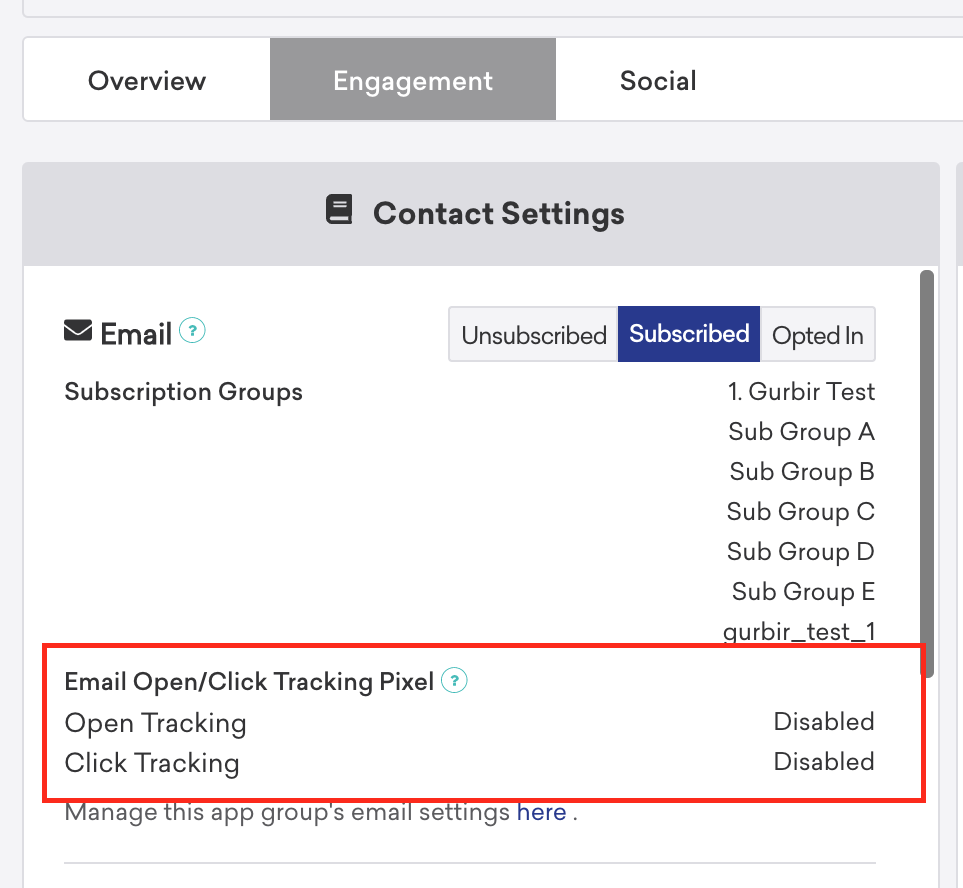 Overview Engagement Social
Contact Settings
Email ? Unsubscribed Subscribed Opted In
Subscription Groups 1. Gurbir Test
Sub Group A
Sub Group B
Sub Group C
Sub Group D
Sub Group E
gurbir_test_1
Email Open/Click Tracking Pixel ?
Open Tracking Disabled
Click Tracking Disabled
Manage this app group's email settings here .